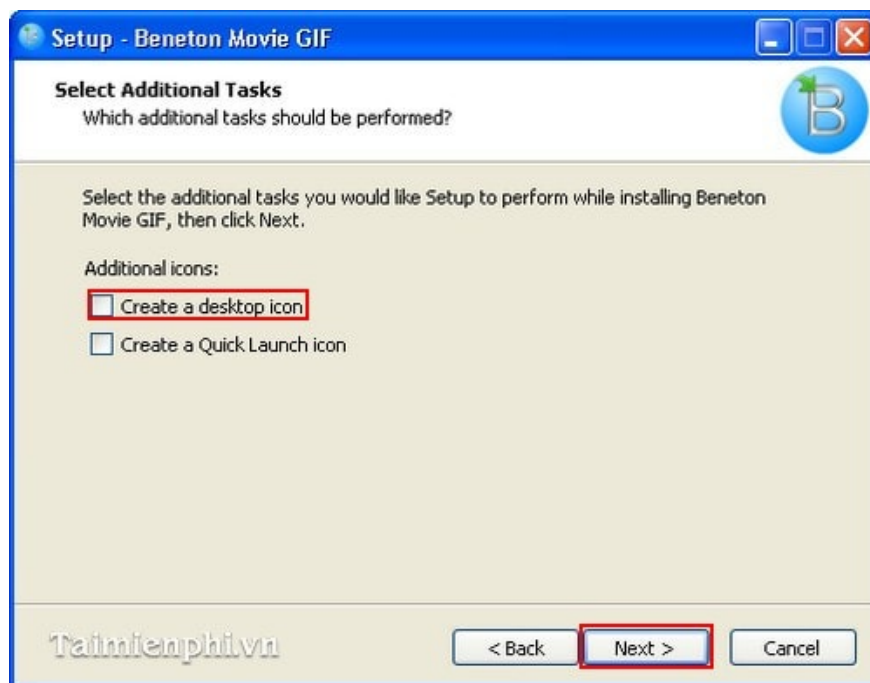 Setup - Beneton Movie GIF
Select Additional Tasks
Which additional tasks should be performed?
B
Select the additional tasks you would like Setup to perform while installing Beneton
Movie GIF, then click Next.
Additional icons:
Create a desktop icon
Create a Quick Launch icon
Taimienphi.vn
< Back Next > Cancel